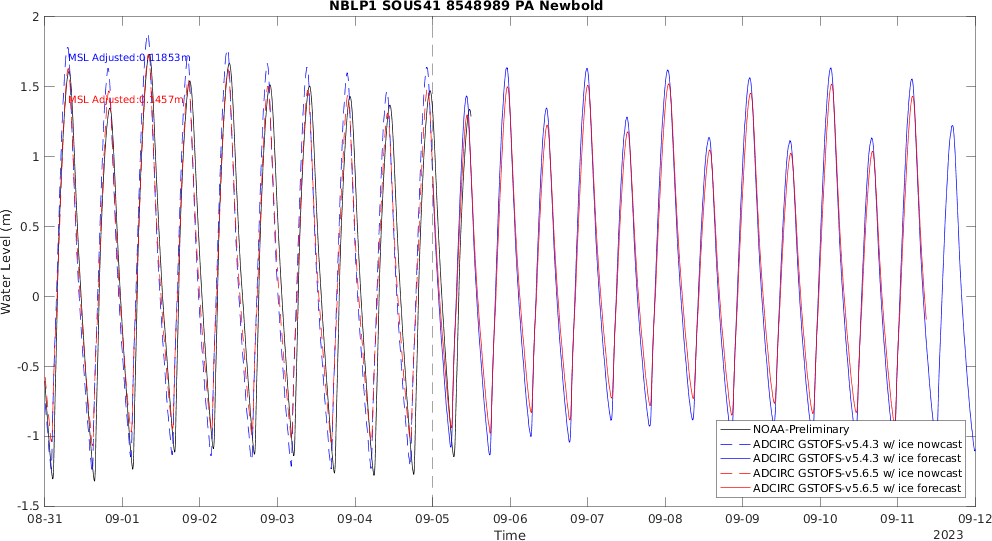 NBLP1 SOUS41 8548989 PA Newbold
2
1.5
1
0.5
0
-0.5
-1
-1.5
Water Level (m)
MSL Adjusted:0.11853m
MSL Adjusted:0.1457m
NOAA-Preliminary
ADCIRC GSTOFS-v5.4.3 w/ ice nowcast
ADCIRC GSTOFS-v5.4.3 w/ ice forecast
ADCIRC GSTOFS-v5.6.5 w/ ice nowcast
ADCIRC GSTOFS-v5.6.5 w/ ice forecast
08-31 09-01 09-02 09-03 09-04 09-05 09-06 09-07 09-08 09-09 09-10 09-11 09-12
Time
2023